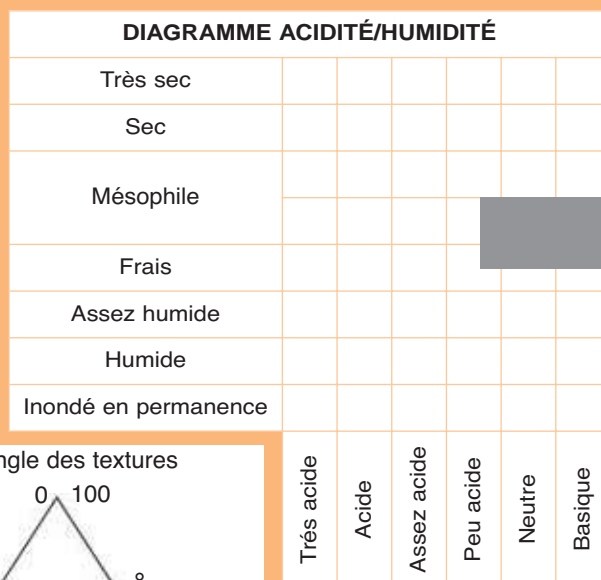 DIAGRAMME ACIDITÉ/HUMIDITÉ
Très sec
Sec
Mésophile
Frais
Assez humide
Humide
Inondé en permanence
Trés acide
Acide
Assez acide
Peu acide
Neutre
Basique
ngle des textures
0 100